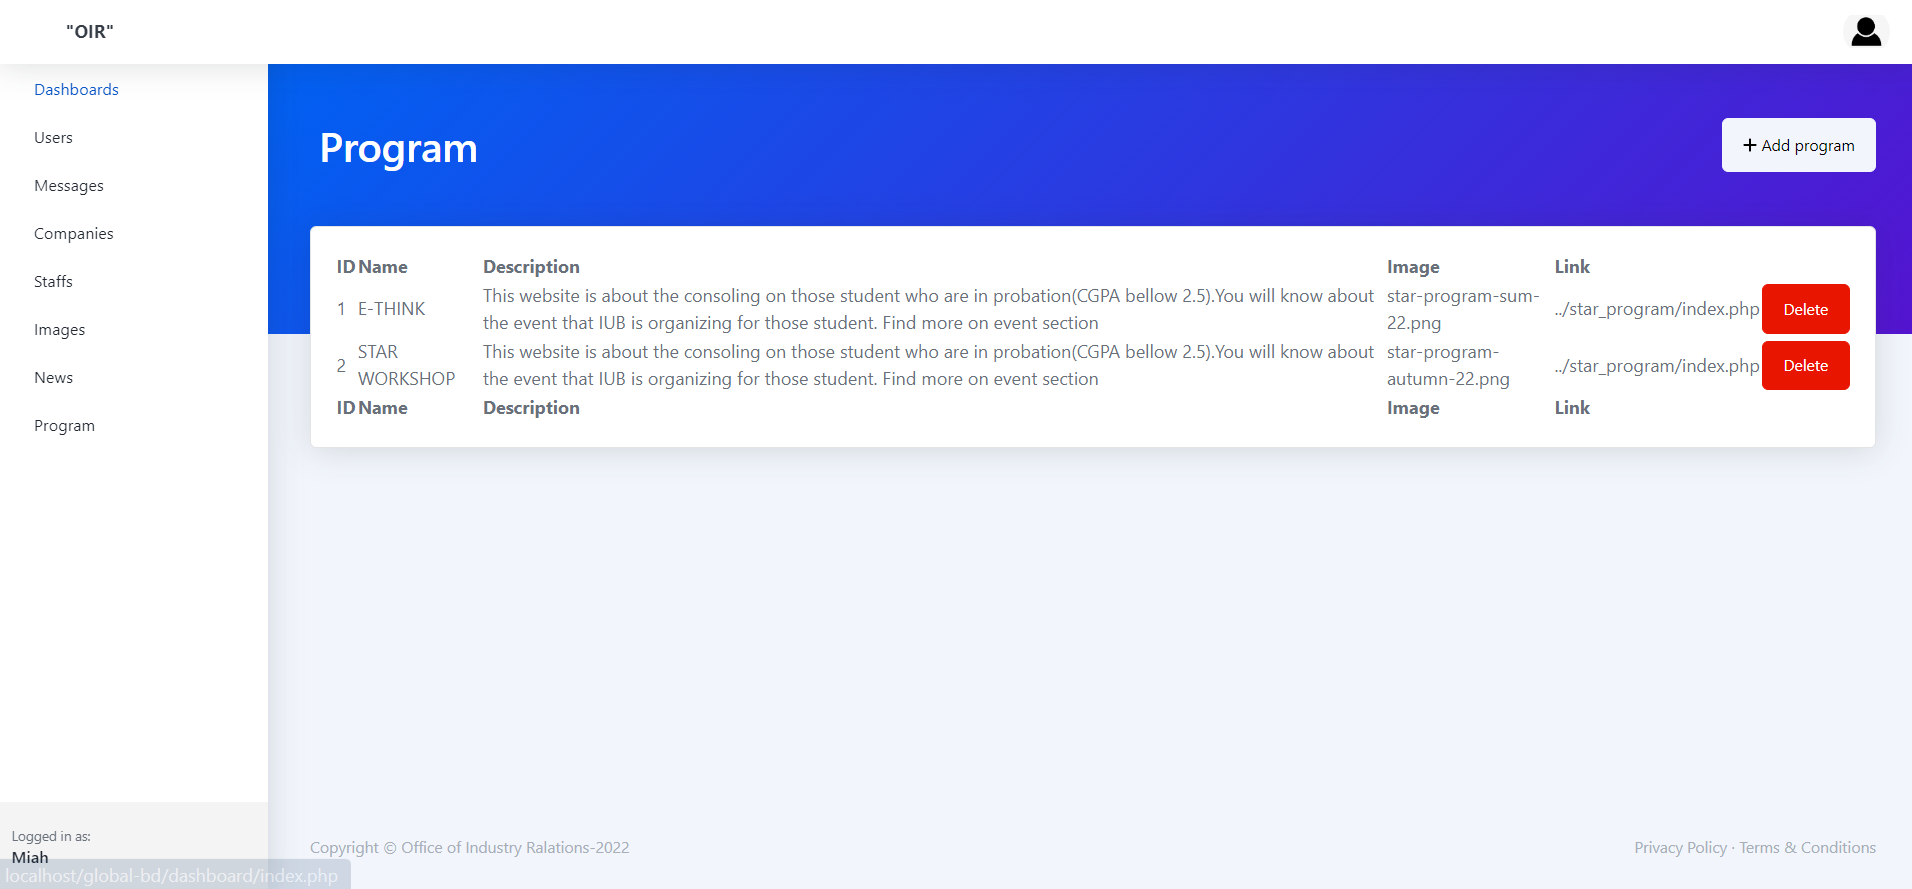 "OIR"
Dashboards
Users
Messages
Companies
Staffs
Images
News
Program
Logged in as:
Miah
localhost/global-bd/dashboard/index.php
Program
+ Add program
ID Name Description Image Link
1 E-THINK This website is about the consoling on those student who are in probation(CGPA bellow 2.5).You will know about
the event that IUB is organizing for those student. Find more on event section
star-program-sum-
22.png
../star_program/index.php Delete
2 STAR
WORKSHOP
This website is about the consoling on those student who are in probation(CGPA bellow 2.5).You will know about
the event that IUB is organizing for those student. Find more on event section
star-program-
autumn-22.png
../star_program/index.php Delete
ID Name Description Image Link
Copyright © Office of Industry Ralations-2022
Privacy Policy · Terms & Conditions